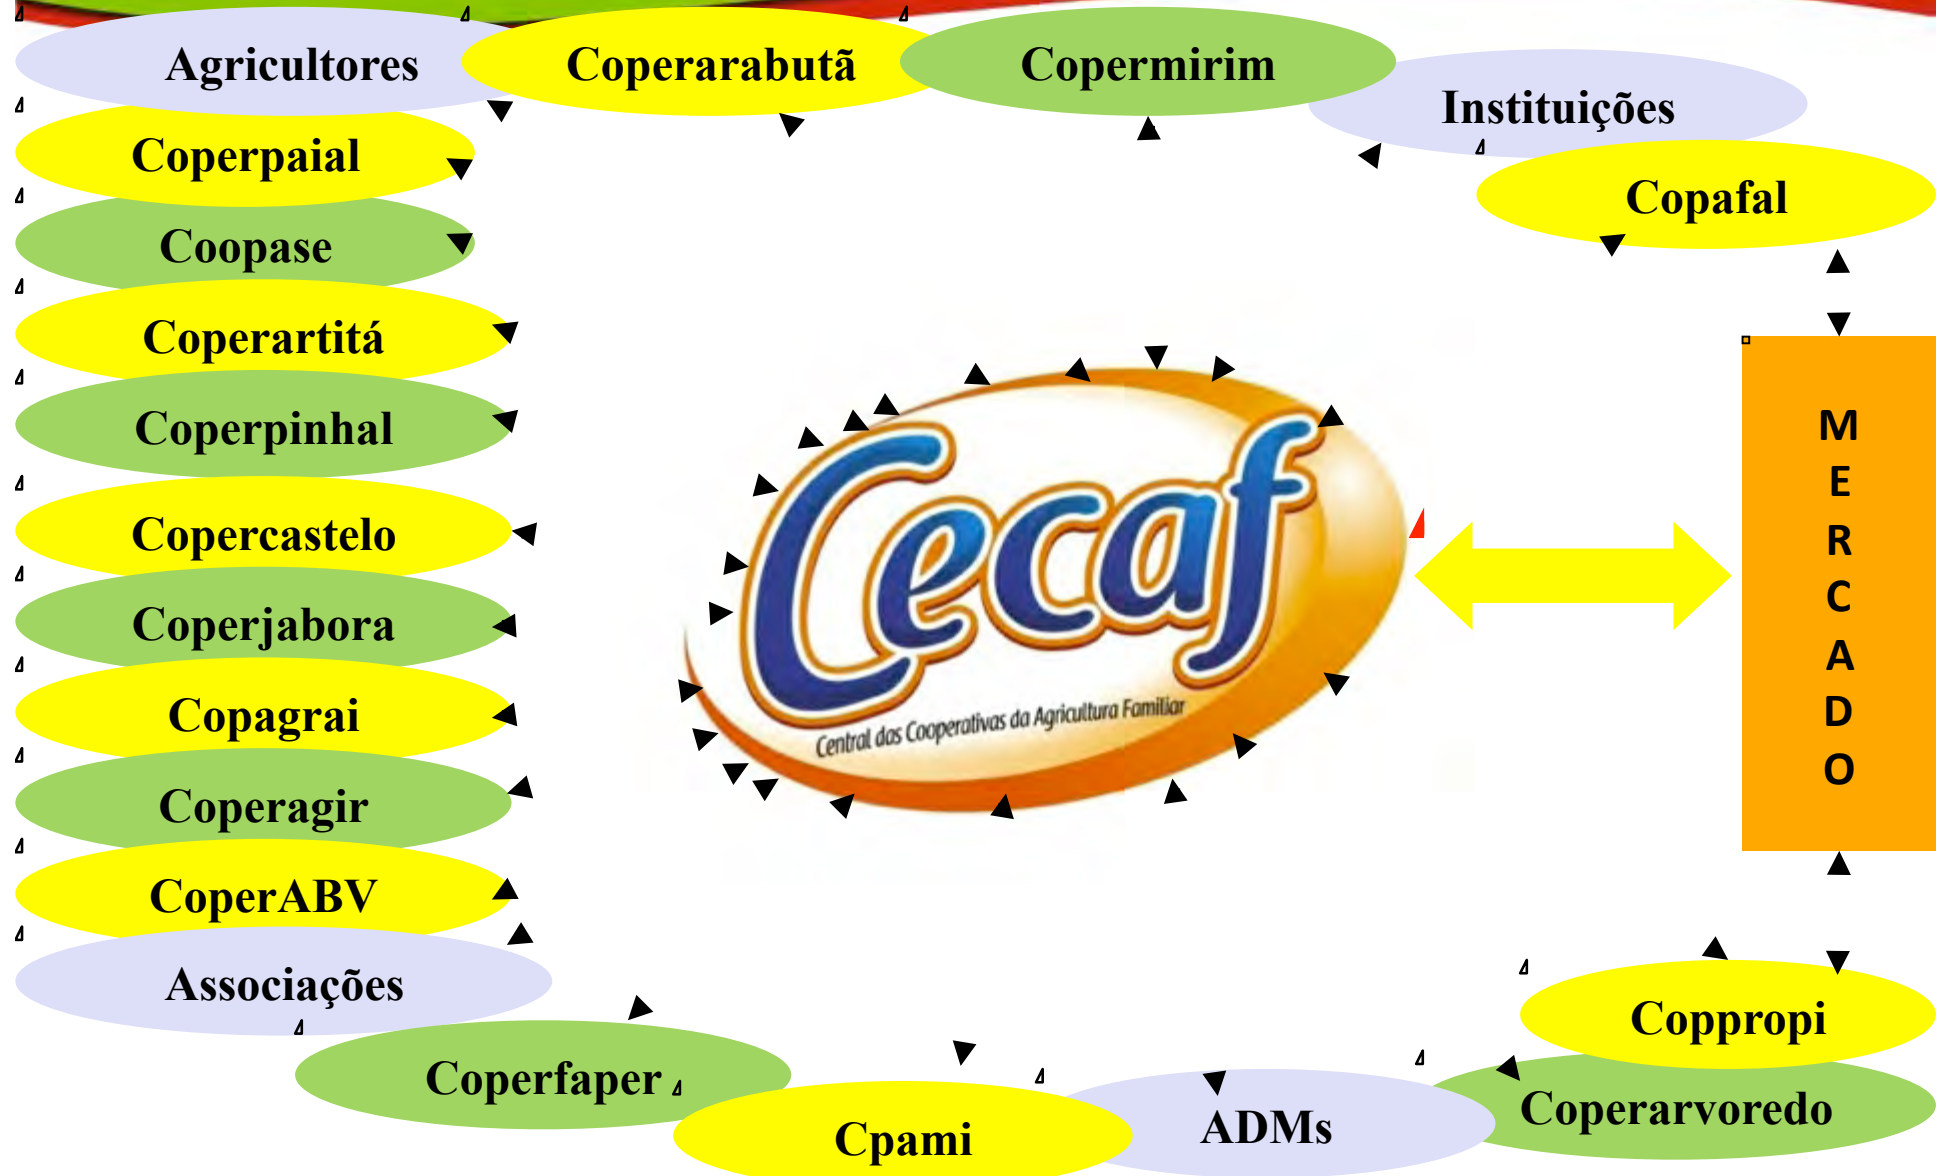 Agricultores
Coperarabutã
Copermirim
Instituições
Coperpaial
Copafal
Coopase
Coperartitá
Coperpinhal
Copercastelo
Coperjabora
Copagrai
Coperagir
CoperABV
Associações
Cecaf
Central das Cooperativas da Agricultura Familiar
M
E
R
C
A
D
O
Coppropi
Coperfaper
Cpami
ADMs
Coperarvoredo